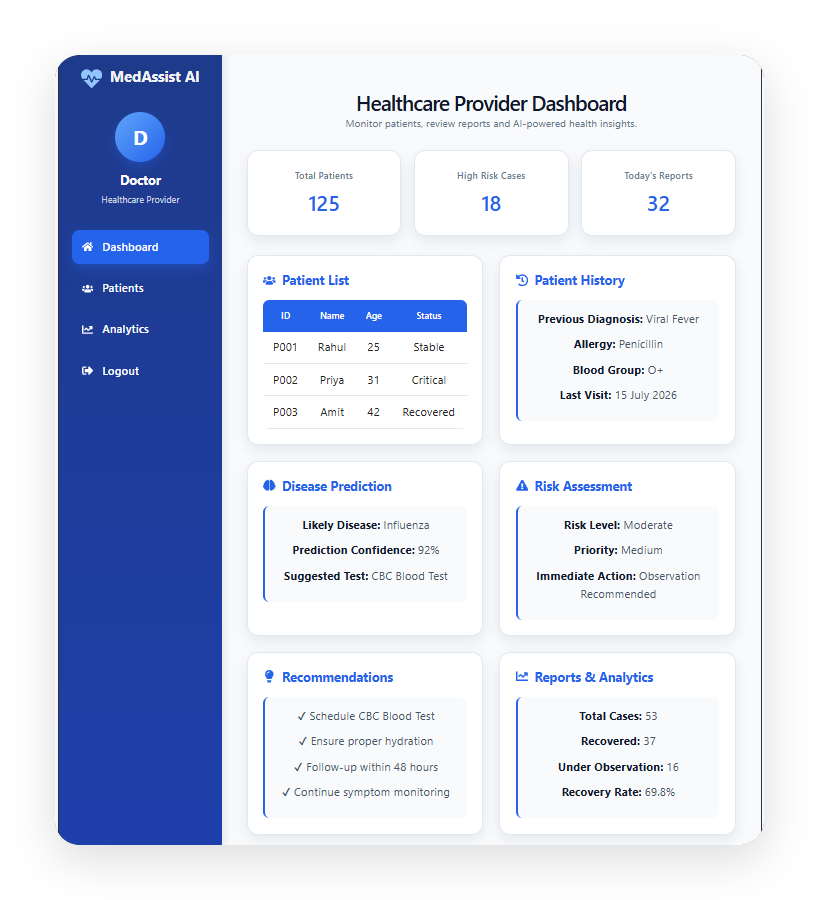 MedAssist AI
D
Doctor
Healthcare Provider
Dashboard
Patients
Analytics
Logout
Healthcare Provider Dashboard
Monitor patients, review reports and AI-powered health insights.
Total Patients
125
High Risk Cases
18
Today's Reports
32
Patient List
ID Name Age Status
P001 Rahul 25 Stable
P002 Priya 31 Critical
P003 Amit 42 Recovered
Patient History
Previous Diagnosis: Viral Fever
Allergy: Penicillin
Blood Group: O+
Last Visit: 15 July 2026
Disease Prediction
Likely Disease: Influenza
Prediction Confidence: 92%
Suggested Test: CBC Blood Test
Risk Assessment
Risk Level: Moderate
Priority: Medium
Immediate Action: Observation
Recommended
Recommendations
✓ Schedule CBC Blood Test
✓ Ensure proper hydration
✓ Follow-up within 48 hours
✓ Continue symptom monitoring
Reports & Analytics
Total Cases: 53
Recovered: 37
Under Observation: 16
Recovery Rate: 69.8%